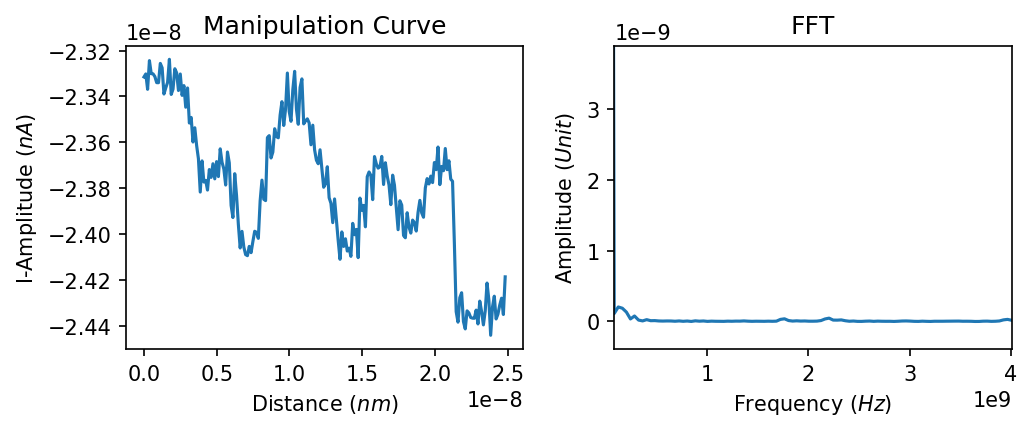 Manipulation Curve
1e−8
I-Amplitude (nA)
−2.32
−2.34
−2.36
−2.38
−2.40
−2.42
−2.44
0.0 0.5 1.0 1.5 2.0 2.5
Distance (nm)
1e−8
FFT
1e−9
Amplitude (Unit)
3
2
1
0
1 2 3 4
Frequency (Hz)
1e9